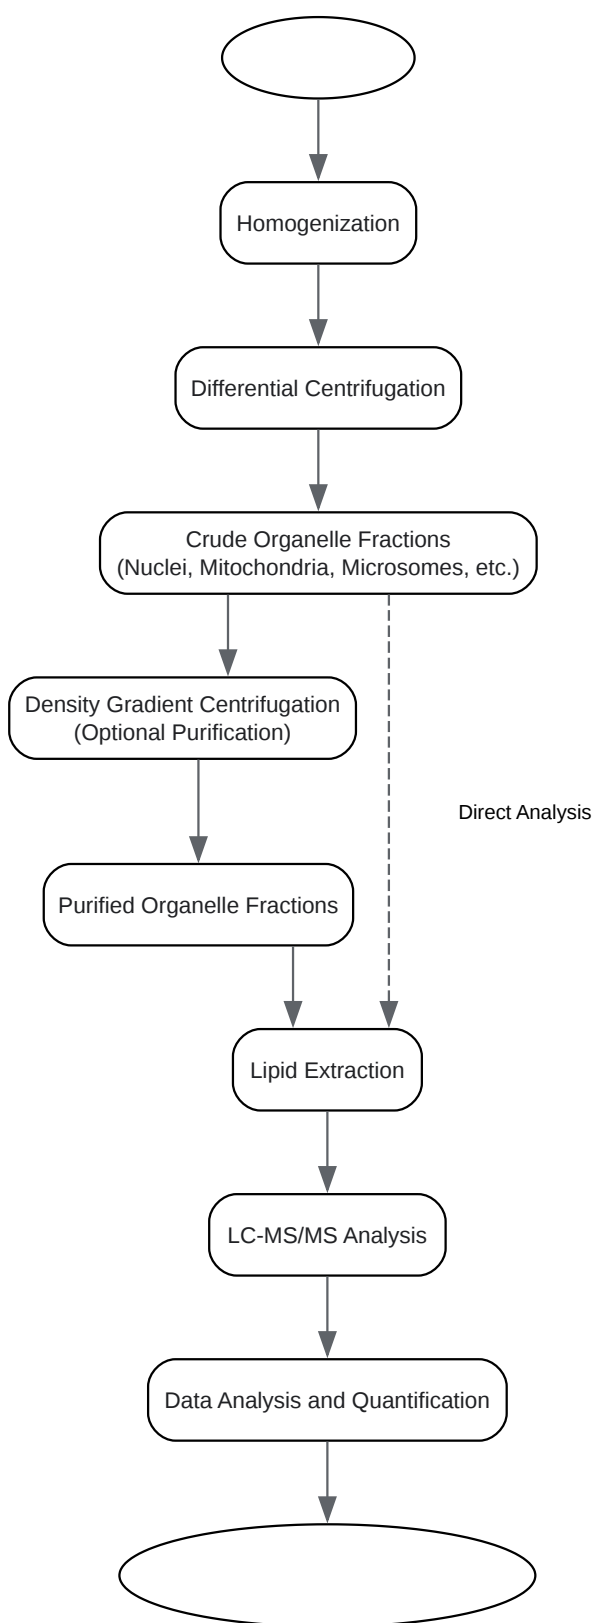 Homogenization
Differential Centrifugation
Crude Organelle Fractions
(Nuclei, Mitochondria, Microsomes, etc.)
Density Gradient Centrifugation
(Optional Purification)
Direct Analysis
Purified Organelle Fractions
Lipid Extraction
LC-MS/MS Analysis
Data Analysis and Quantification